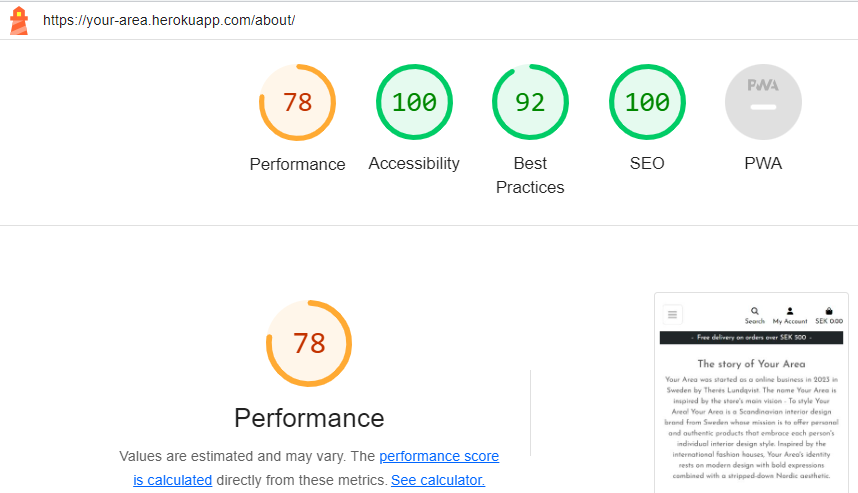 https://your-area.herokuapp.com/about/
78
100
92
100
PWA
Performance
Accessibility
Best
Practices
SEO
PWA
78
Performance
Values are estimated and may vary. The performance score
is calculated directly from these metrics. See calculator.
Search
My Account
SEK 0.00
Free delivery on orders over SEK 500
The story of Your Area
Your Area was started as a online business in 2023 in
Sweden by Therés Lundqvist. The name Your Area is
inspired by the store's main vision - To style Your
Area! Your Area is a Scandinavian interior design
brand from Sweden whose mission is to offer personal
and authentic products that embrace each person's
individual interior design style. Inspired by the
international fashion houses, Your Area's identity
rests on modern design with bold expressions
combined with a stripped-down Nordic aesthetic.